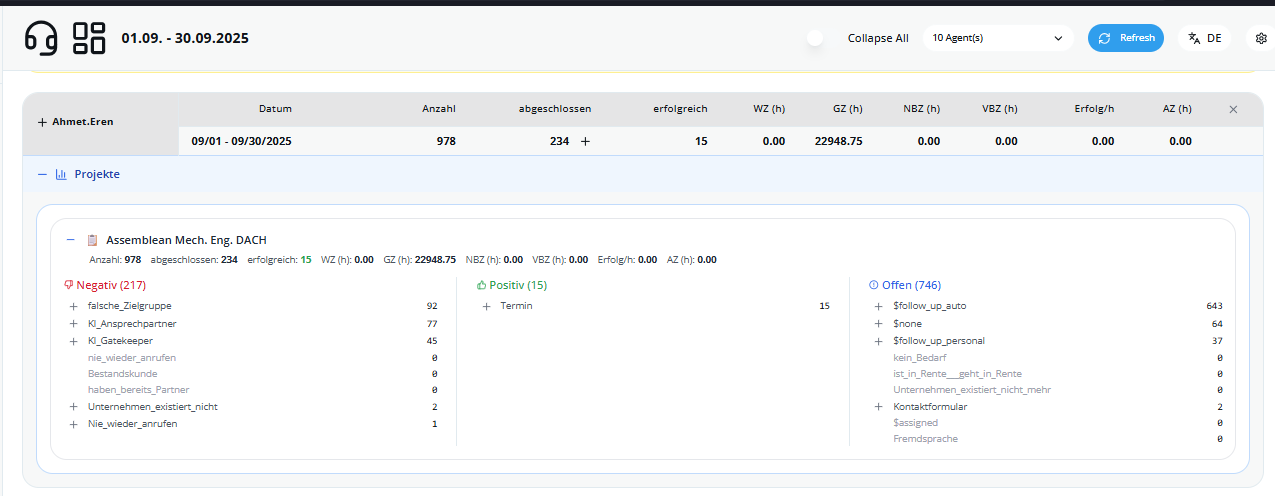 01.09. - 30.09.2025 Collapse All 10 Agent(s) Refresh DE
Datum Anzahl abgeschlossen erfolgreich WZ (h) GZ (h) NBZ (h) VBZ (h) Erfolg/h AZ (h)
+ Ahmet.Eren
09/01 - 09/30/2025 978 234 + 15 0.00 22948.75 0.00 0.00 0.00 0.00
Projekte
Assemblean Mech. Eng. DACH
Anzahl: 978 abgeschlossen: 234 erfolgreich: 15 WZ (h): 0.00 GZ (h): 22948.75 NBZ (h): 0.00 VBZ (h): 0.00 Erfolg/h: 0.00 AZ (h): 0.00
Negativ (217)
+ falsche_Zielgruppe 92
+ KI_Ansprechpartner 77
+ KI_Gatekeeper 45
nie_wieder_anrufen 0
Bestandskunde 0
haben_bereits_Partner 0
+ Unternehmen_existiert_nicht 2
+ Nie_wieder_anrufen 1
Positiv (15)
+ Termin 15
Offen (746)
+ $follow_up_auto 643
+ $none 64
+ $follow_up_personal 37
kein_Bedarf 0
ist_in_Rente__geht_in_Rente 0
Unternehmen_existiert_nicht_mehr 0
+ Kontaktformular 2
$assigned 0
Fremdsprache 0